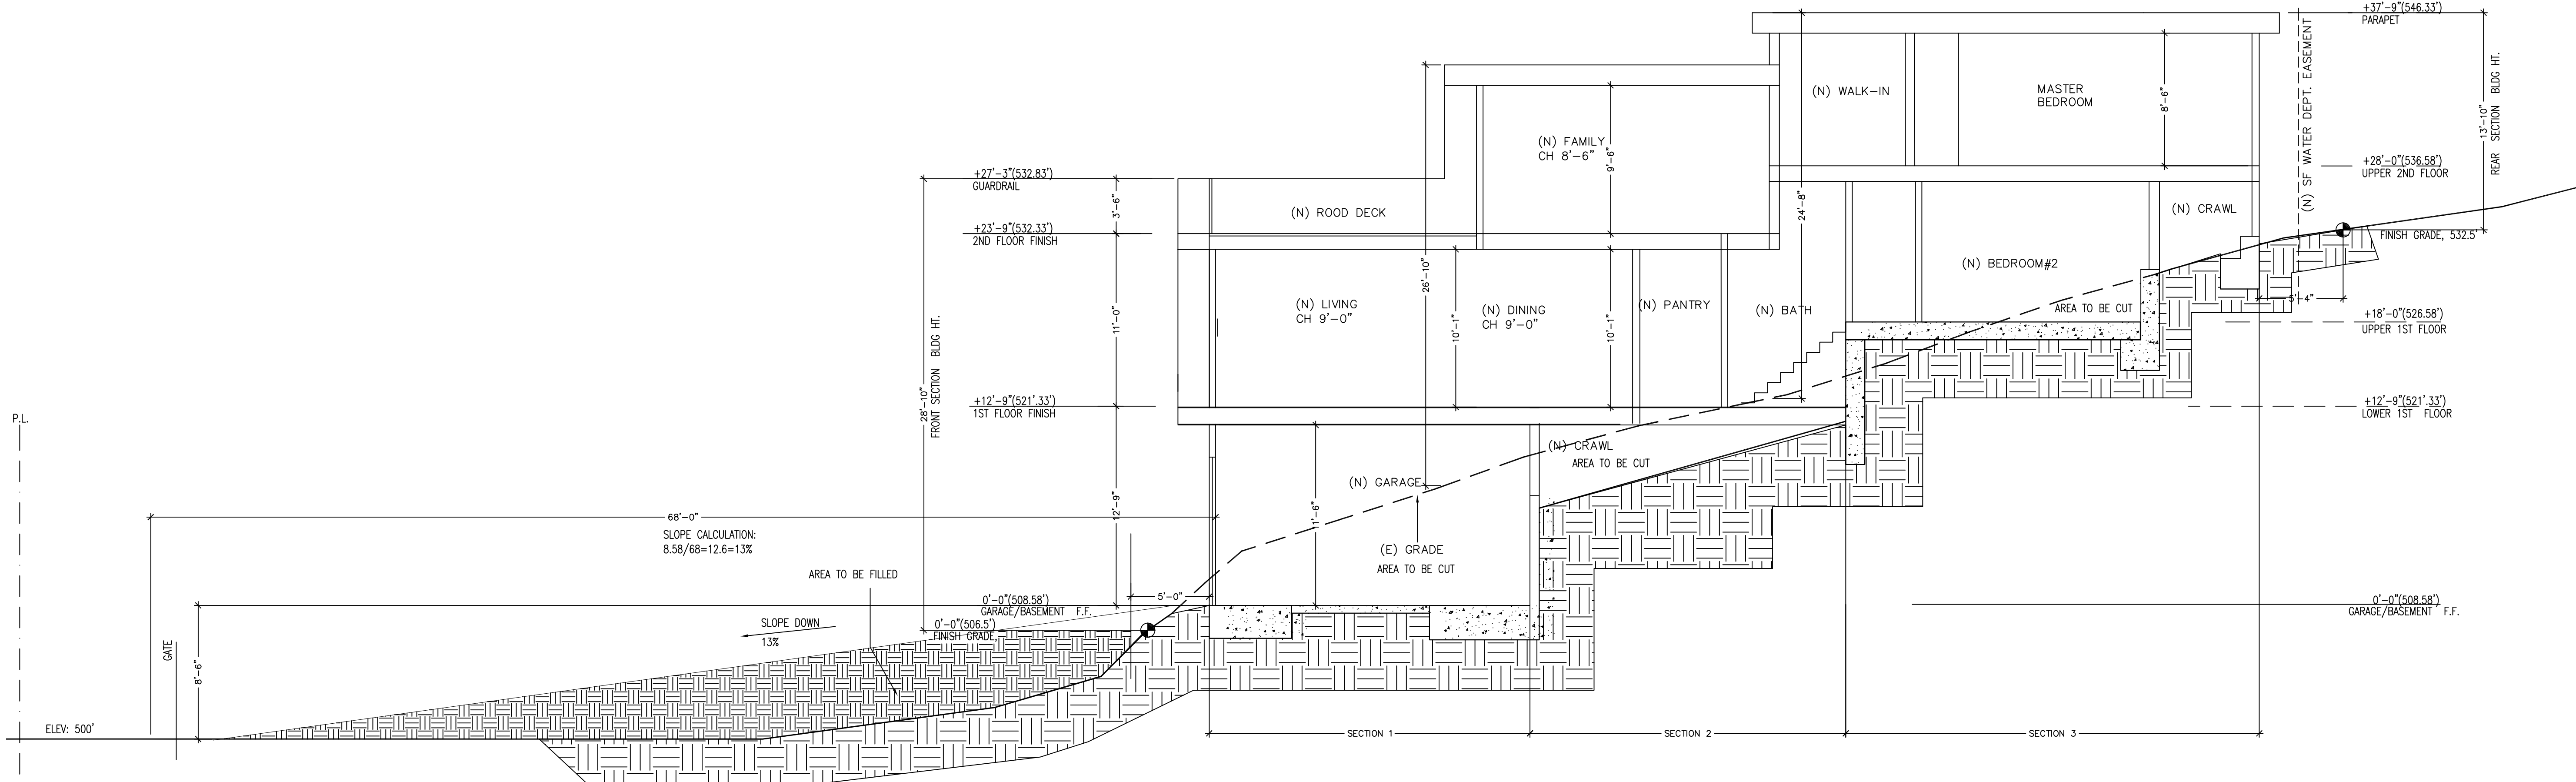 +37'-9"(546.33')
PARAPET
(N) SF WATER DEPT. EASEMENT
13'-10"
REAR SECTION BLDG HT.
(N) WALK-IN
MASTER
BEDROOM
8'-6"
(N) FAMILY
CH 8'-6"
9'-6"
+28'-0"(536.58')
UPPER 2ND FLOOR
+27'-3"(532.83')
GUARDRAIL
3'-6"
(N) ROOD DECK
24'-8"
(N) CRAWL
+23'-9"(532.33')
2ND FLOOR FINISH
FINISH GRADE, 532.5'
26'-10"
(N) BEDROOM#2
5'-4"
(N) LIVING
CH 9'-0"
(N) DINING
CH 9'-0"
(N) PANTRY
(N) BATH
AREA TO BE CUT
11'-0"
10'-1"
10'-1"
+18'-0"(526.58')
UPPER 1ST FLOOR
28'-10"
FRONT SECTION BLDG HT.
+12'-9"(521'.33')
1ST FLOOR FINISH
+12'-9"(521'.33')
LOWER 1ST FLOOR
P.L.
(N) CRAWL
AREA TO BE CUT
(N) GARAGE
12'-9"
11'-6"
68'-0"
SLOPE CALCULATION:
8.58/68=12.6=13%
(E) GRADE
AREA TO BE CUT
AREA TO BE FILLED
5'-0"
0'-0"(508.58')
GARAGE/BASEMENT F.F.
0'-0"(508.58')
GARAGE/BASEMENT F.F.
0'-0"(506.5')
FINISH GRADE,
SLOPE DOWN
13%
GATE
8'-6"
ELEV: 500'
SECTION 1
SECTION 2
SECTION 3